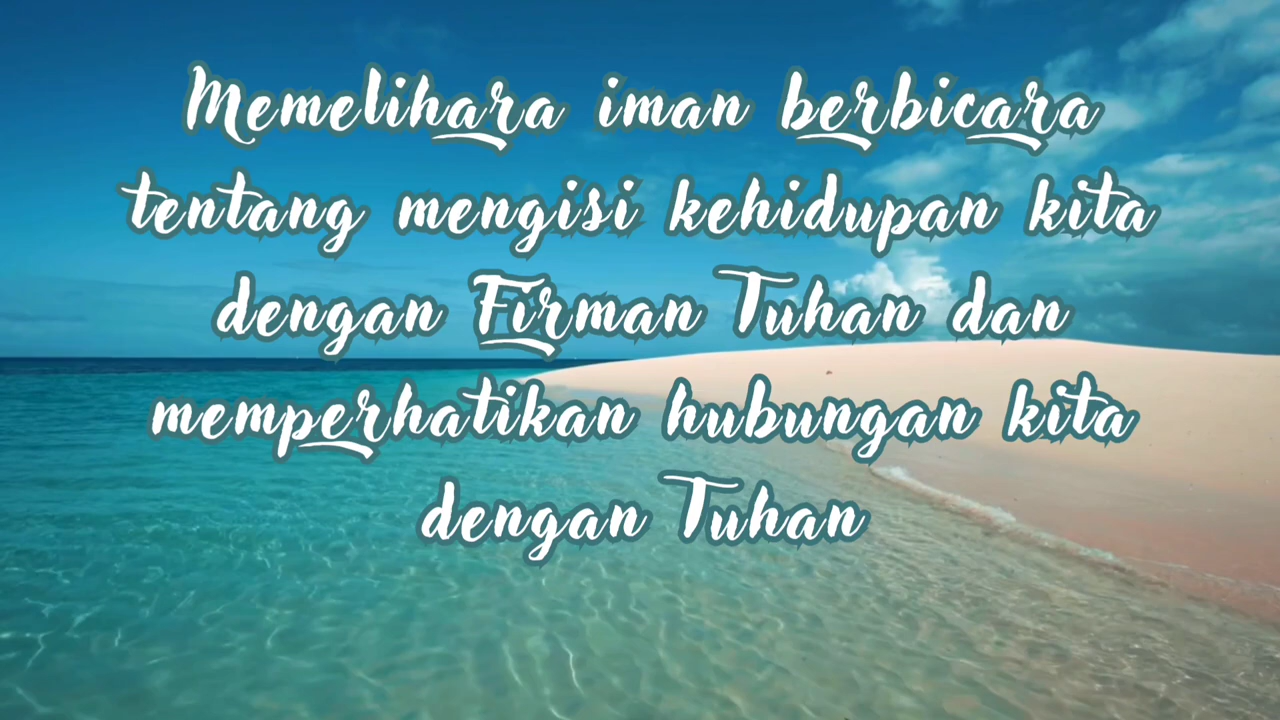 Memelihara iman berbicara
tentang mengisi kehidupan kita
dengan Firman Tuhan dan
memperhatikan hubungan kita
dengan Tuhan